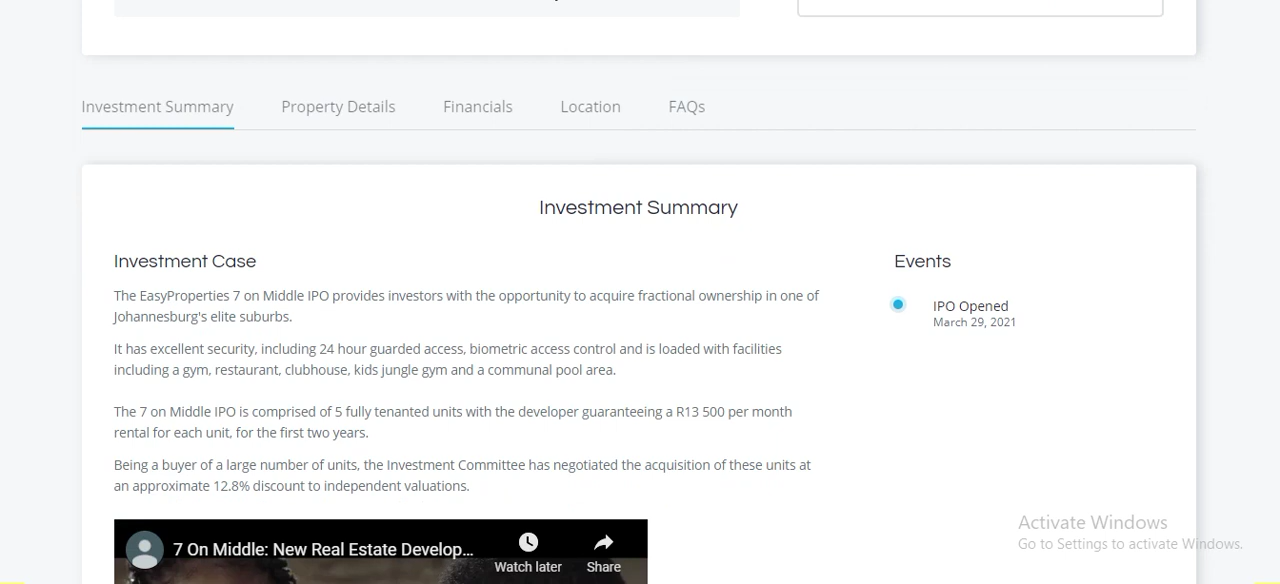 Investment Summary Property Details Financials Location FAQs
Investment Summary
Investment Case
The EasyProperties 7 on Middle IPO provides investors with the opportunity to acquire fractional ownership in one of
Johannesburg's elite suburbs.
It has excellent security, including 24 hour guarded access, biometric access control and is loaded with facilities
including a gym, restaurant, clubhouse, kids jungle gym and a communal pool area.
The 7 on Middle IPO is comprised of 5 fully tenanted units with the developer guaranteeing a R13 500 per month
rental for each unit, for the first two years.
Being a buyer of a large number of units, the Investment Committee has negotiated the acquisition of these units at
an approximate 12.8% discount to independent valuations.
7 On Middle: New Real Estate Develop...
Watch later Share
Events
IPO Opened
March 29, 2021
Activate Windows
Go to Settings to activate Windows.